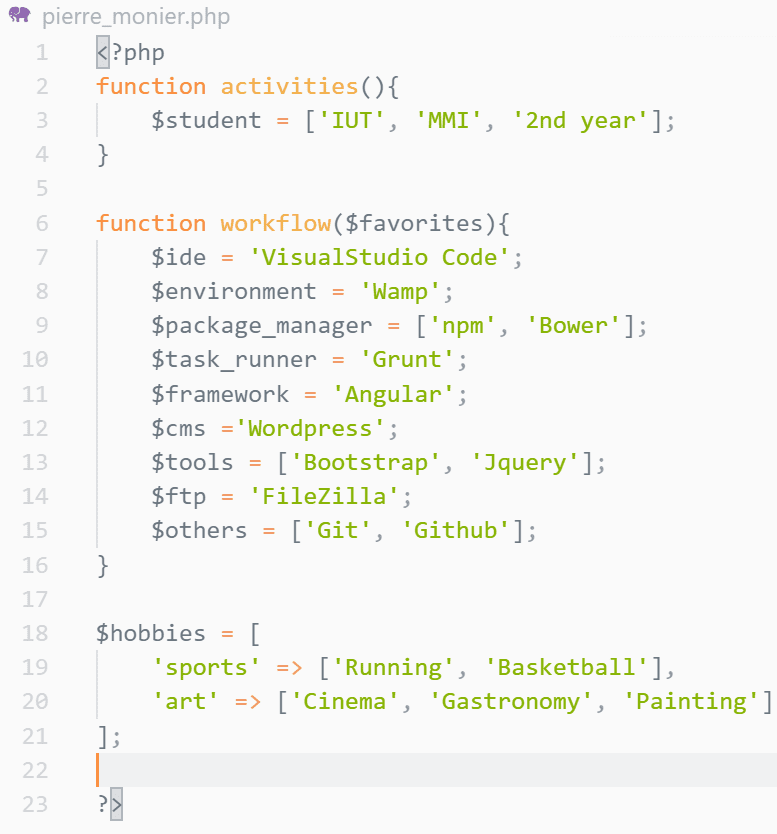 pierre_monier.php
1 <?php
2 function activities(){
3     $student = ['IUT', 'MMI', '2nd year'];
4 }
5
6 function workflow($favorites){
7     $ide = 'VisualStudio Code';
8     $environment = 'Wamp';
9     $package_manager = ['npm', 'Bower'];
10     $task_runner = 'Grunt';
11     $framework = 'Angular';
12     $cms ='Wordpress';
13     $tools = ['Bootstrap', 'Jquery'];
14     $ftp = 'FileZilla';
15     $others = ['Git', 'Github'];
16 }
17
18 $hobbies = [
19     'sports' => ['Running', 'Basketball'],
20     'art' => ['Cinema', 'Gastronomy', 'Painting']
21 ];
22
23 ?>